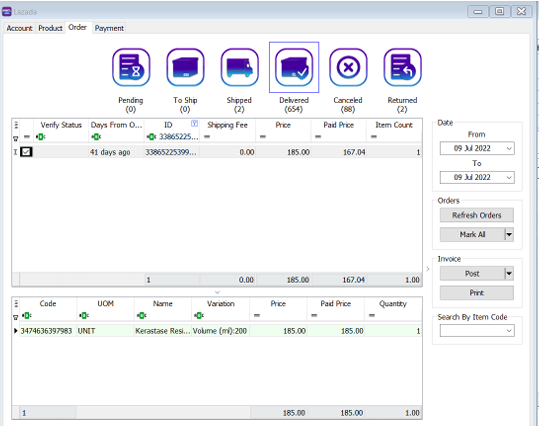 Lazada
Account Product Order Payment
Pending (0)
To Ship (0)
Shipped (2)
Delivered (654)
Canceled (88)
Returned (2)
Verify Status Days From O... ID Shipping Fee Price Paid Price Item Count
= 33865225... = = = =
41 days ago 33865225399... 0.00 185.00 167.04 1
1 0.00 185.00 167.04 1.00
Code UOM Name Variation Price Paid Price Quantity
= = =
3474636397983 UNIT Kerastase Resi... Volume (ml):200 185.00 185.00 1
1 185.00 185.00 1.00
Date
From
09 Jul 2022
To
09 Jul 2022
Orders
Refresh Orders
Mark All
Invoice
Post
Print
Search By Item Code